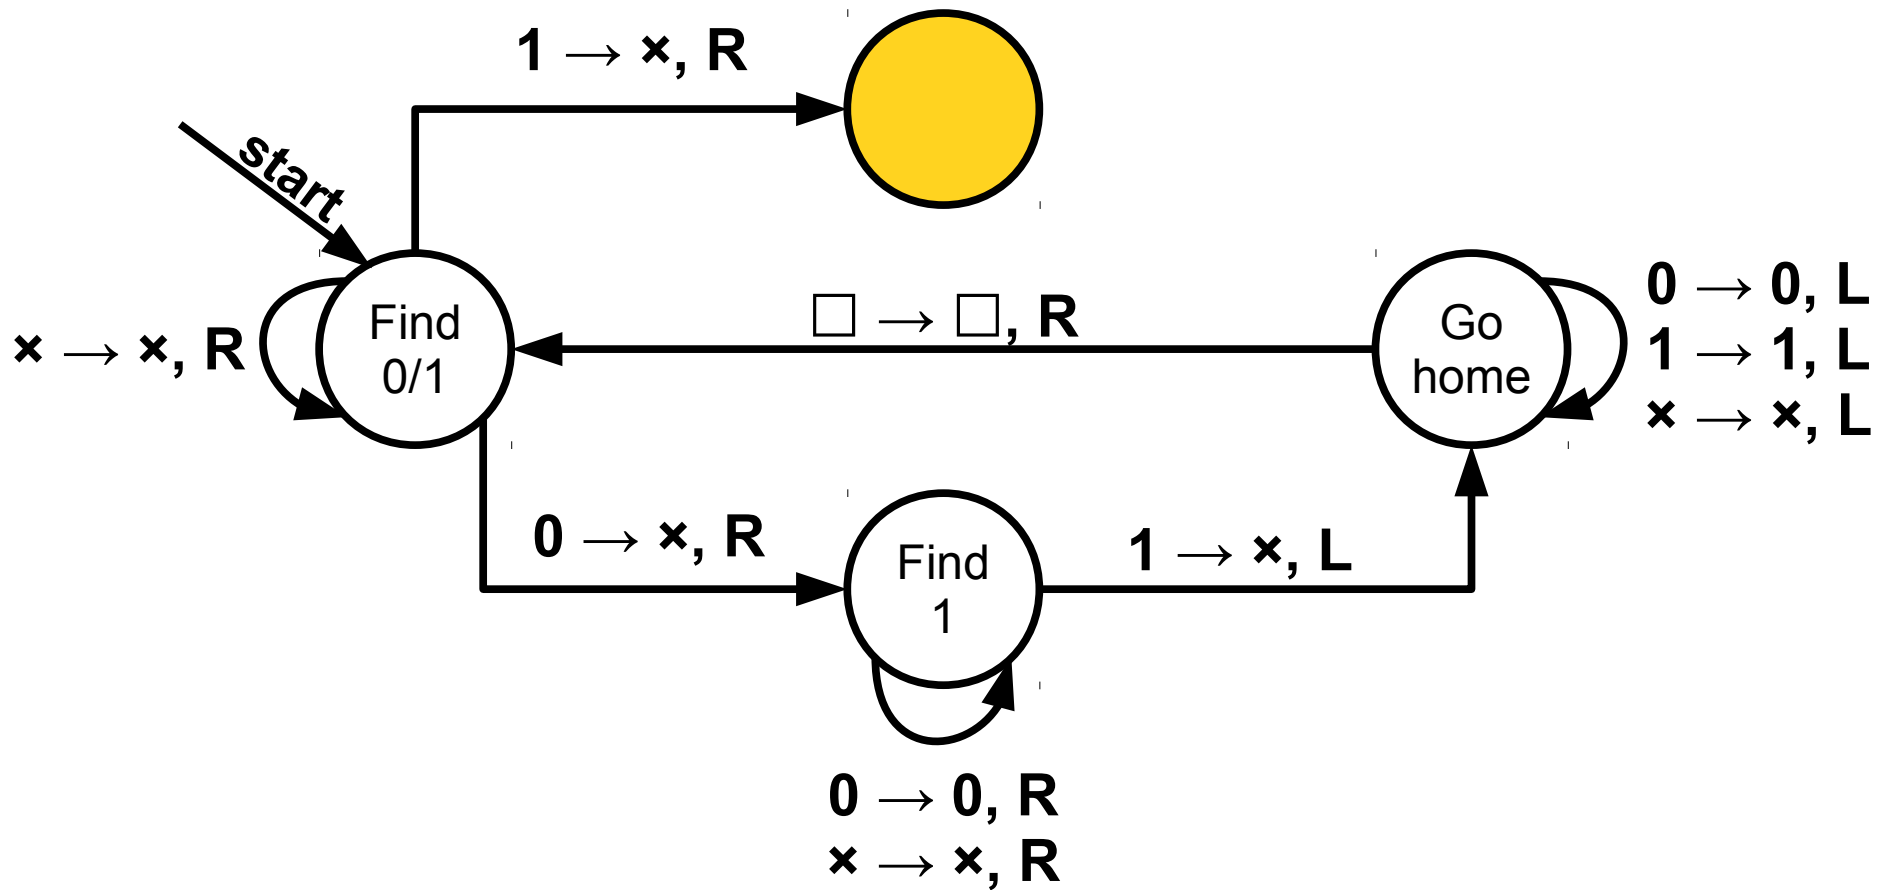 1 → ×, R
start
× → ×, R
Find
0/1
□ → □, R
Go
home
0 → 0, L
1 → 1, L
× → ×, L
0 → ×, R
Find
1
1 → ×, L
0 → 0, R
× → ×, R